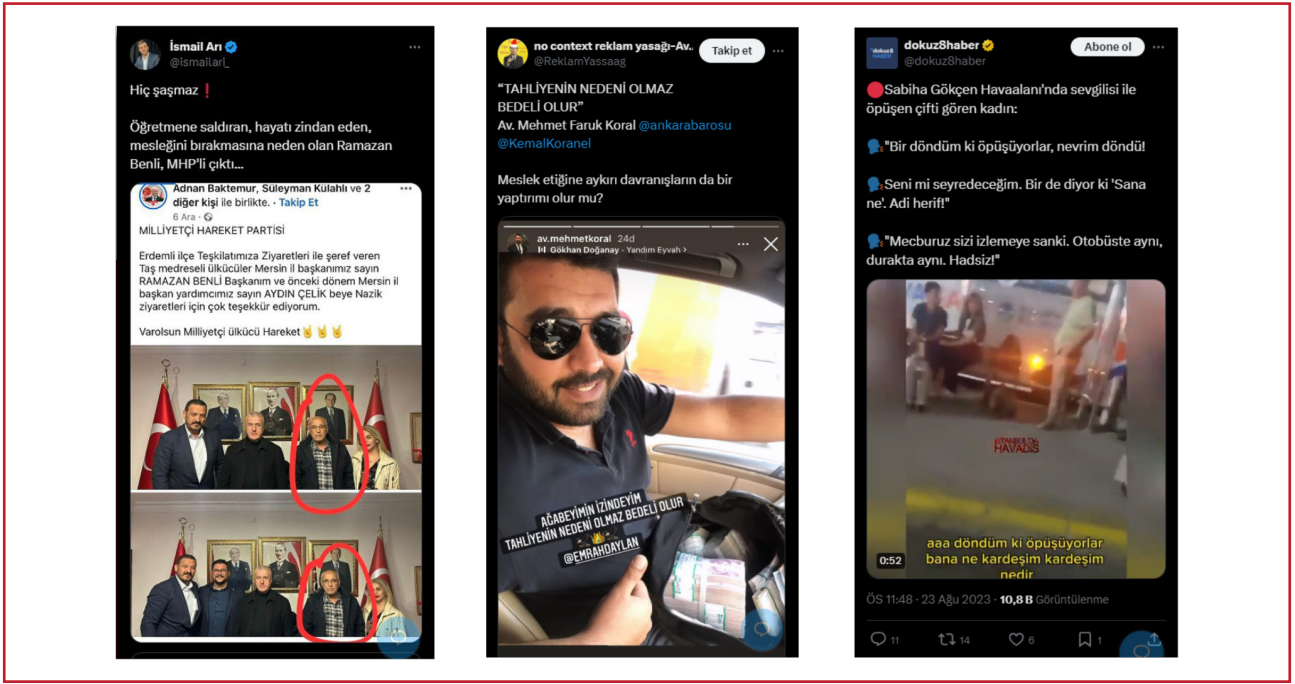 İsmail Arı
@ismailari_
Hiç şaşmaz❗
Öğretmene saldıran, hayatı zindan eden,
mesleğini bırakmasına neden olan Ramazan
Benli, MHP'li çıktı...
Adnan Baktemur, Süleyman Külahlı ve 2
diğer kişi ile birlikte. · Takip Et
6 Ara ·
MİLLİYETÇİ HAREKET PARTİSİ
Erdemli ilçe Teşkilatımıza Ziyaretleri ile şeref veren
Taş medreseli ülkücüler Mersin il başkanımız sayın
RAMAZAN BENLİ Başkanım ve önceki dönem Mersin il
başkan yardımcımız sayın AYDIN ÇELİK beye Nazik
ziyaretleri için çok teşekkür ediyorum.
Varolsun Milliyetçi ülkücü Hareket🤘🤘🤘
no context reklam yasağı-Av..
Takip et
@ReklamYassaag
“TAHLİYENİN NEDENİ OLMAZ
BEDELİ OLUR”
Av. Mehmet Faruk Koral @ankarabarosu
@KemalKoranel
Meslek etiğine aykırı davranışların da bir
yaptırımı olur mu?
av.mehmetkoral 24d
Gökhan Doğanay · Yandım Eyvah >
AĞABEYİMİN İZİNDEYİM
TAHLİYENİN NEDENİ OLMAZ BEDELİ OLUR
@EMRAHDAYLAN
dokuz8
HABER
dokuz8haber
Abone ol
@dokuz8haber
🔴Sabiha Gökçen Havaalanı'nda sevgilisi ile
öpüşen çifti gören kadın:
🗣"Bir döndüm ki öpüşüyorlar, nevrim döndü!
🗣Seni mi seyredeceğim. Bir de diyor ki 'Sana
ne'. Adi herif!"
🗣"Mecburuz sizi izlemeye sanki. Otobüste aynı,
durakta aynı. Hadsiz!"
İSTANBUL'DA
HAVADİS
aaa döndüm ki öpüşüyorlar
bana ne kardeşim kardeşim
nedir
0:52
ÖS 11:48 · 23 Ağu 2023 · 10,8 B Görüntülenme
11
14
6
1